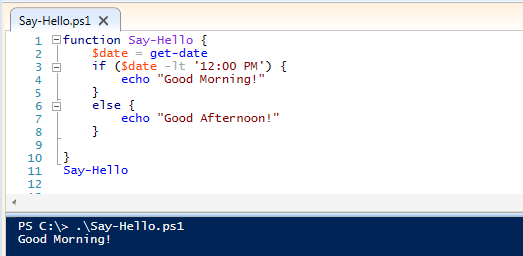 Say-Hello.ps1 X
1 function Say-Hello {
2 $date = get-date
3 if ($date -lt '12:00 PM') {
4 echo "Good Morning!"
5 }
6 else {
7 echo "Good Afternoon!"
8 }
9
10 }
11 Say-Hello
12
PS C:\> .\Say-Hello.ps1
Good Morning!